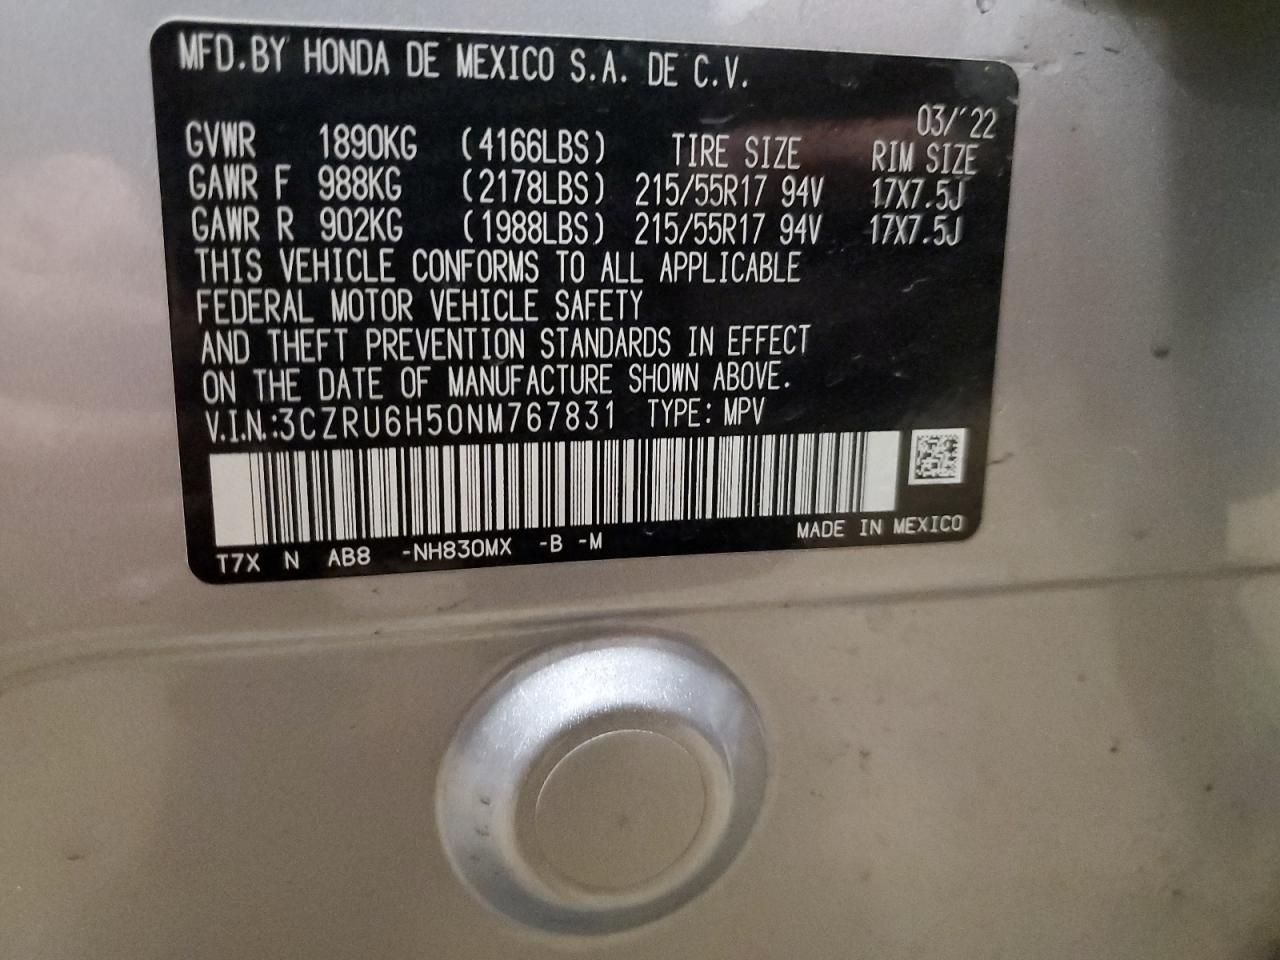 MFD.BY HONDA DE MEXICO S.A. DE C.V.
03/'22
GVWR 1890KG (4166LBS) TIRE SIZE RIM SIZE
GAWR F 988KG (2178LBS) 215/55R17 94V 17X7.5J
GAWR R 902KG (1988LBS) 215/55R17 94V 17X7.5J
THIS VEHICLE CONFORMS TO ALL APPLICABLE
FEDERAL MOTOR VEHICLE SAFETY
AND THEFT PREVENTION STANDARDS IN EFFECT
ON THE DATE OF MANUFACTURE SHOWN ABOVE.
V.I.N.:3CZRU6H50NM767831 TYPE: MPV
MADE IN MEXICO
T7X N AB8 -NH830MX -B -M